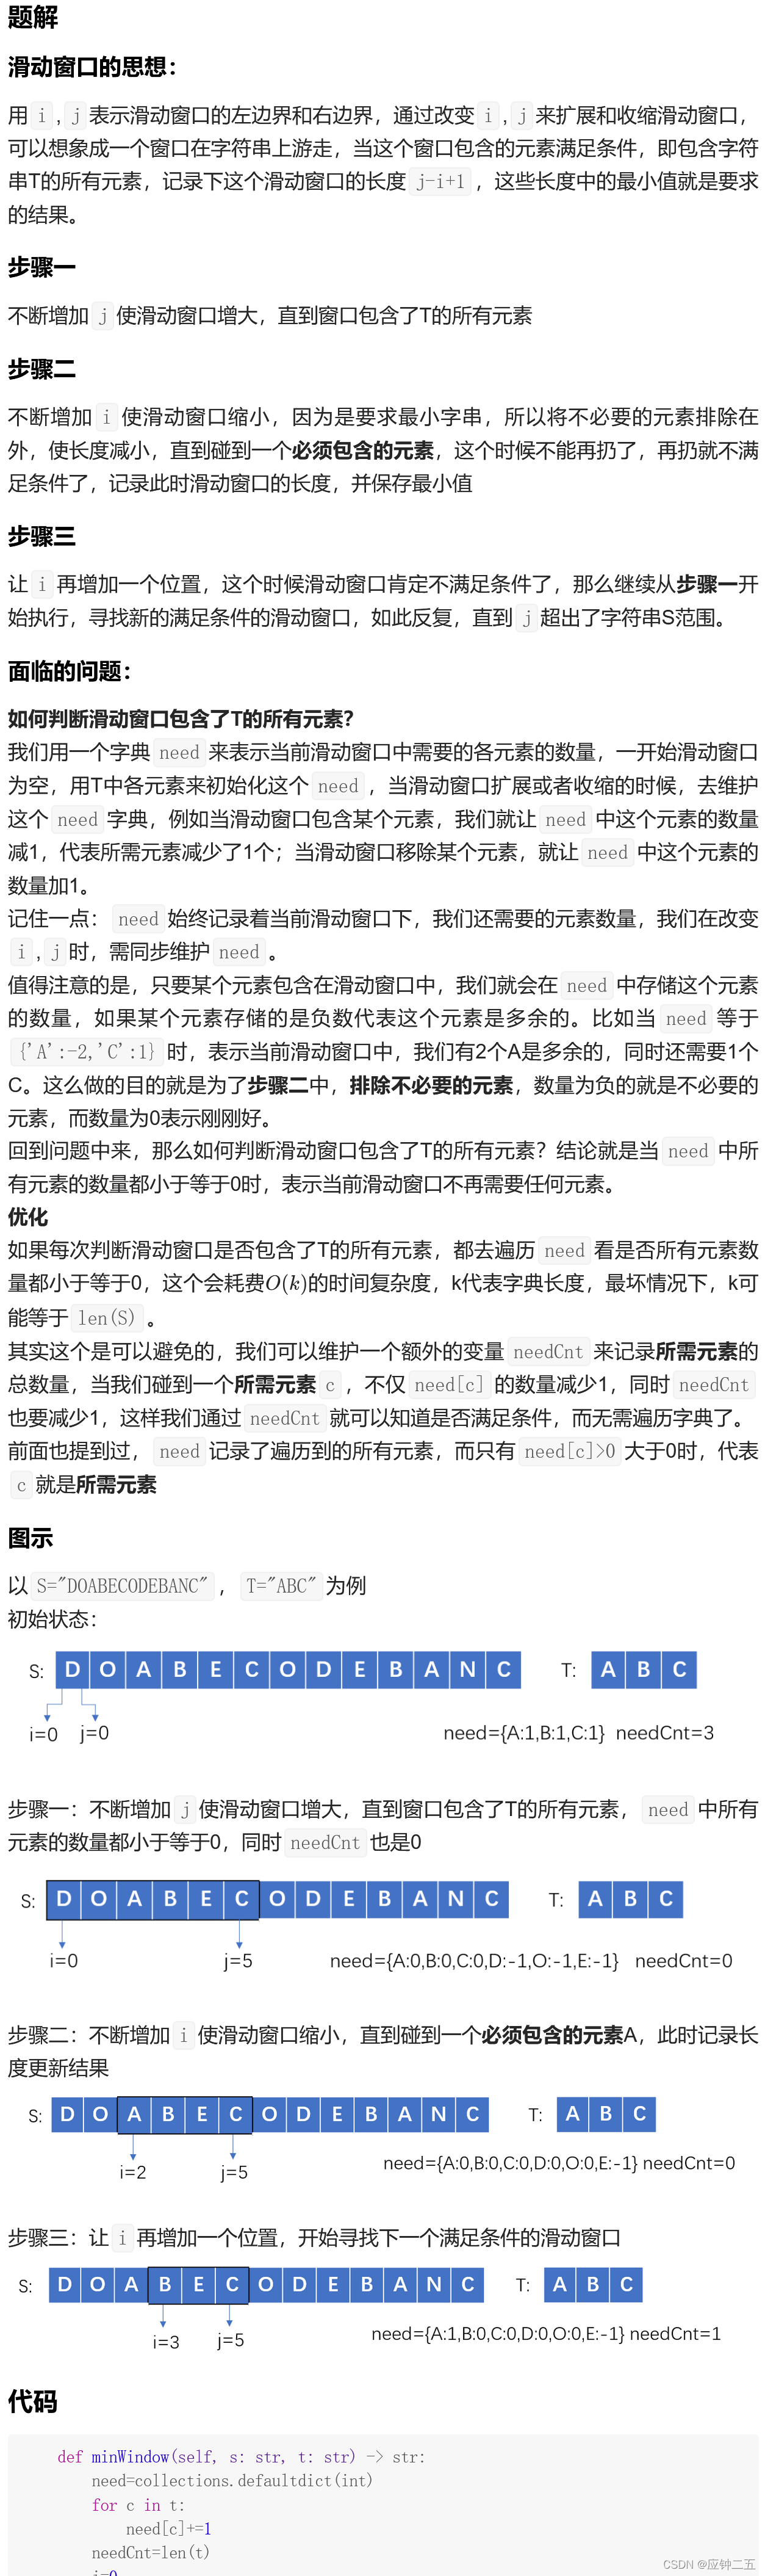 题解
滑动窗口的思想：
用 i , j 表示滑动窗口的左边界和右边界，通过改变 i , j 来扩展和收缩滑动窗口，
可以想象成一个窗口在字符串上游走，当这个窗口包含的元素满足条件，即包含字符
串T的所有元素，记录下这个滑动窗口的长度 j-i+1 ，这些长度中的最小值就是要求
的结果。
步骤一
不断增加 j 使滑动窗口增大，直到窗口包含了T的所有元素
步骤二
不断增加 i 使滑动窗口缩小，因为是要求最小字串，所以将不必要的元素排除在
外，使长度减小，直到碰到一个必须包含的元素，这个时候不能再扔了，再扔就不满
足条件了，记录此时滑动窗口的长度，并保存最小值
步骤三
让 i 再增加一个位置，这个时候滑动窗口肯定不满足条件了，那么继续从步骤一开
始执行，寻找新的满足条件的滑动窗口，如此反复，直到 j 超出了字符串S范围。
面临的问题：
如何判断滑动窗口包含了T的所有元素？
我们用一个字典 need 来表示当前滑动窗口中需要的各元素的数量，一开始滑动窗口
为空，用T中各元素来初始化这个 need ，当滑动窗口扩展或者收缩的时候，去维护
这个 need 字典，例如当滑动窗口包含某个元素，我们就让 need 中这个元素的数量
减1，代表所需元素减少了1个；当滑动窗口移除某个元素，就让 need 中这个元素的
数量加1。
记住一点： need 始终记录着当前滑动窗口下，我们还需要的元素数量，我们在改变
i , j 时，需同步维护 need 。
值得注意的是，只要某个元素包含在滑动窗口中，我们就会在 need 中存储这个元素
的数量，如果某个元素存储的是负数代表这个元素是多余的。比如当 need 等于
{'A':-2,'C':1} 时，表示当前滑动窗口中，我们有2个A是多余的，同时还需要1个
C。这么做的目的就是为了步骤二中，排除不必要的元素，数量为负的就是不必要的
元素，而数量为0表示刚刚好。
回到问题中来，那么如何判断滑动窗口包含了T的所有元素？结论就是当 need 中所
有元素的数量都小于等于0时，表示当前滑动窗口不再需要任何元素。
优化
如果每次判断滑动窗口是否包含了T的所有元素，都去遍历 need 看是否所有元素数
量都小于等于0，这个会耗费O(k)的时间复杂度，k代表字典长度，最坏情况下，k可
能等于 len(S) 。
其实这个是可以避免的，我们可以维护一个额外的变量 needCnt 来记录所需元素的
总数量，当我们碰到一个所需元素 c ，不仅 need[c] 的数量减少1，同时 needCnt
也要减少1，这样我们通过 needCnt 就可以知道是否满足条件，而无需遍历字典了。
前面也提到过， need 记录了遍历到的所有元素，而只有 need[c]>0 大于0时，代表
c 就是所需元素
图示
以 S="DOABECODEBANC" ， T="ABC" 为例
初始状态：
S: D O A B E C O D E B A N C T: A B C
i=0 j=0
need={A:1,B:1,C:1} needCnt=3
步骤一：不断增加 j 使滑动窗口增大，直到窗口包含了T的所有元素， need 中所有
元素的数量都小于等于0，同时 needCnt 也是0
S: D O A B E C O D E B A N C T: A B C
i=0 j=5 need={A:0,B:0,C:0,D:-1,O:-1,E:-1} needCnt=0
步骤二：不断增加 i 使滑动窗口缩小，直到碰到一个必须包含的元素A，此时记录长
度更新结果
S: D O A B E C O D E B A N C T: A B C
i=2 j=5 need={A:0,B:0,C:0,D:0,O:0,E:-1} needCnt=0
步骤三：让 i 再增加一个位置，开始寻找下一个满足条件的滑动窗口
S: D O A B E C O D E B A N C T: A B C
i=3 j=5 need={A:1,B:0,C:0,D:0,O:0,E:-1} needCnt=1
代码
def minWindow(self, s: str, t: str) -> str:
need=collections.defaultdict(int)
for c in t:
need[c]+=1
needCnt=len(t)
i=0
CSDN @应钟二五